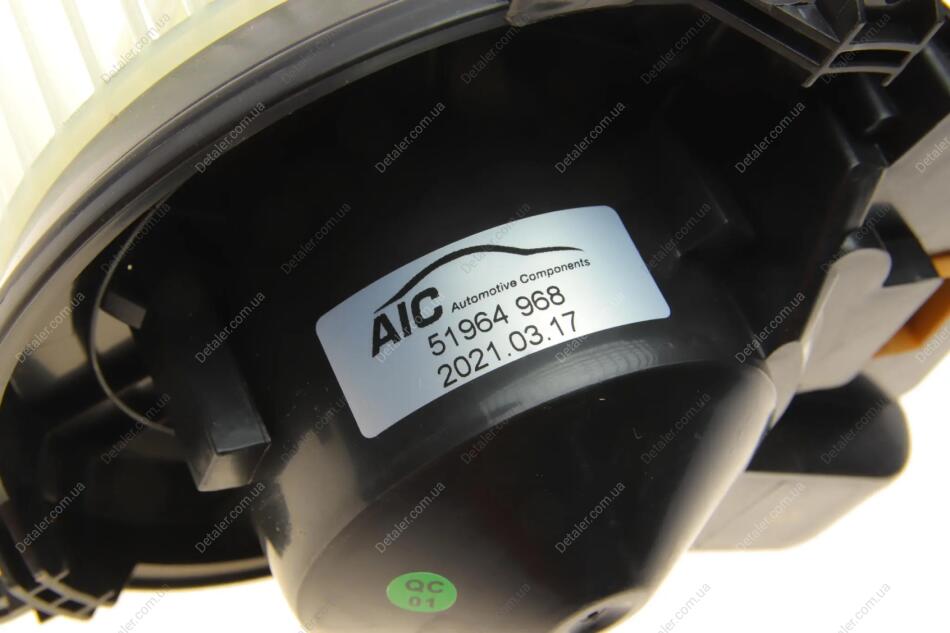 AIC Automotive Components
51964 968
2021.03.17
QC
01
Detaler.com.ua